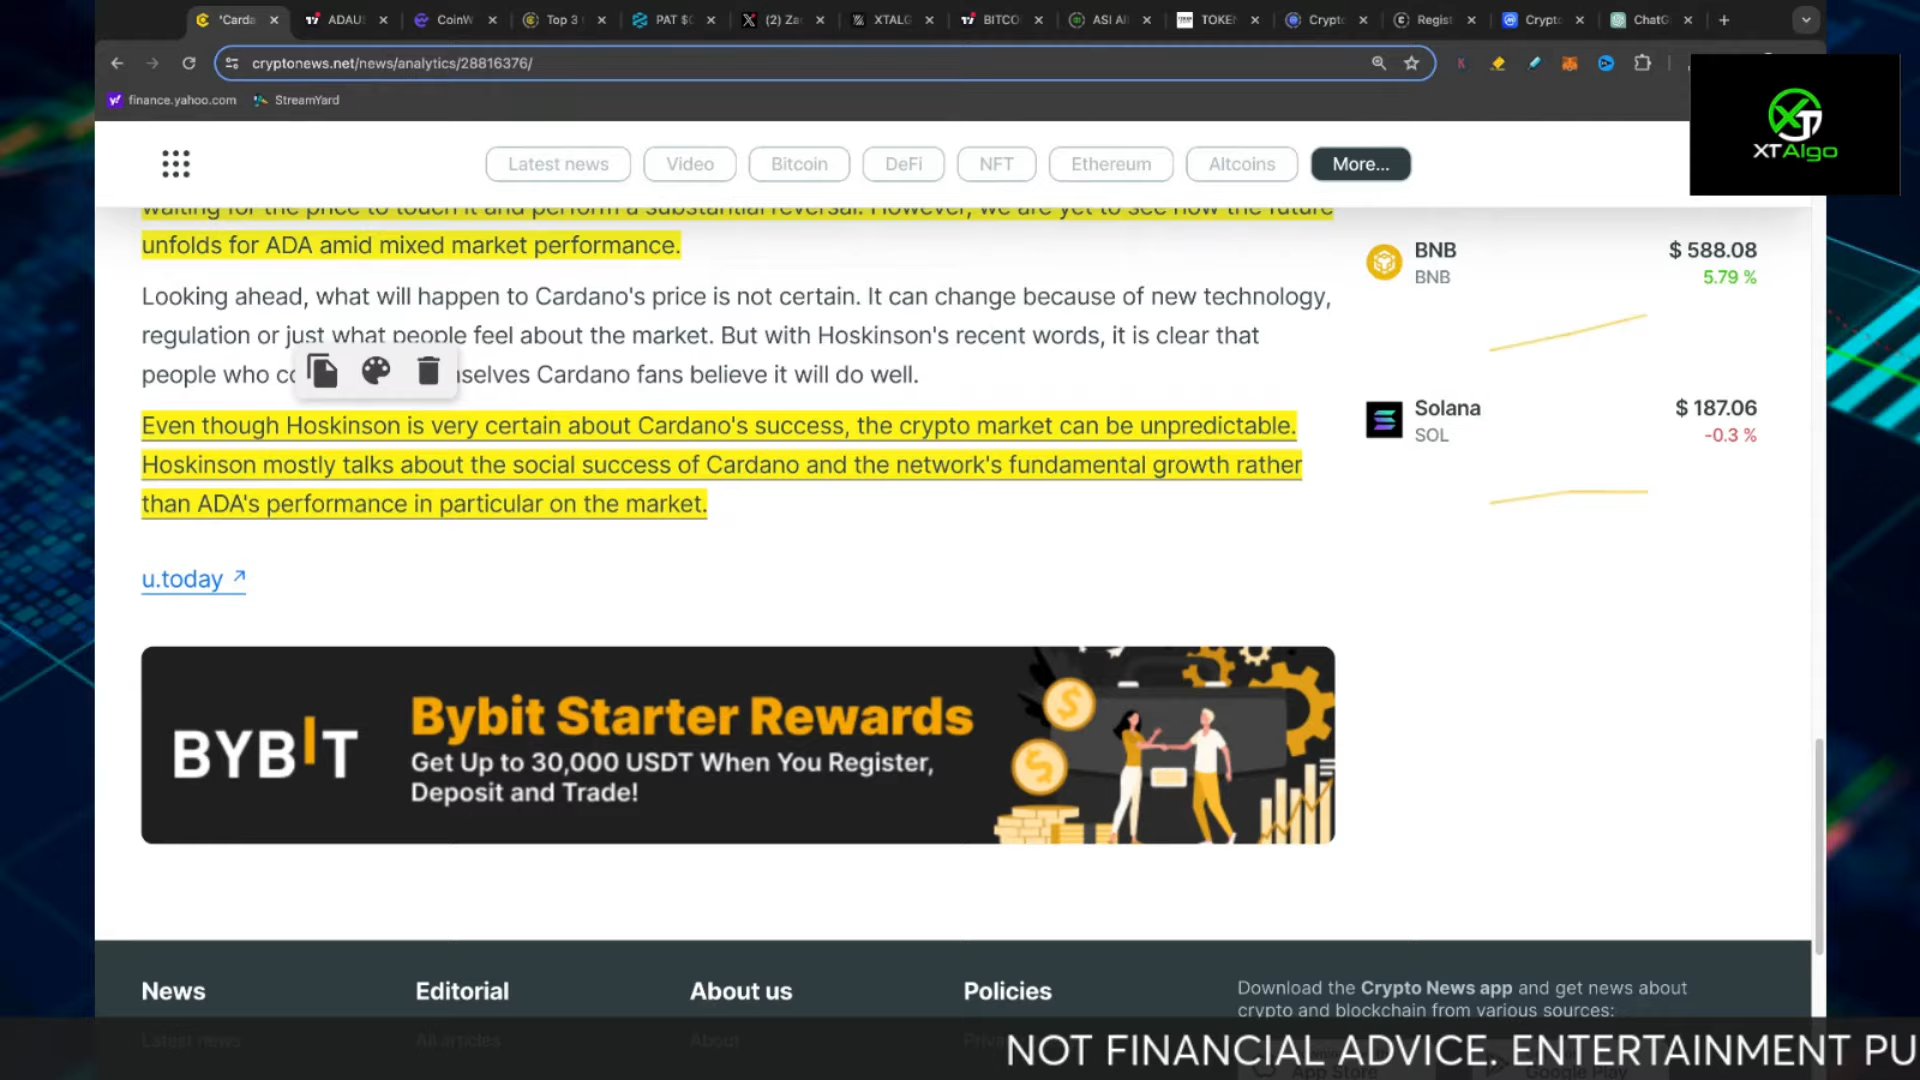 "Carda
ADAU
CoinW
Top 3
PAT $(
(2) Za
XTALG
BITCO
ASI Al
TOKE
Crypto
Regist
Crypto
ChatG
cryptonews.net/news/analytics/28816376/
finance.yahoo.com
StreamYard
XTAlgo
Latest news
Video
Bitcoin
DeFi
NFT
Ethereum
Altcoins
More...
waiting for the price to touch it and perform a substantial reversal. However, we are yet to see how the future
unfolds for ADA amid mixed market performance.
Looking ahead, what will happen to Cardano's price is not certain. It can change because of new technology,
regulation or just what people feel about the market. But with Hoskinson's recent words, it is clear that
people who co selves Cardano fans believe it will do well.
Even though Hoskinson is very certain about Cardano's success, the crypto market can be unpredictable.
Hoskinson mostly talks about the social success of Cardano and the network's fundamental growth rather
than ADA's performance in particular on the market.
u.today
BNB
$ 588.08
BNB
5.79 %
Solana
$ 187.06
SOL
-0.3 %
BYBIT
Bybit Starter Rewards
Get Up to 30,000 USDT When You Register,
Deposit and Trade!
News
Editorial
About us
Policies
Download the Crypto News app and get news about
crypto and blockchain from various sources:
Latest news
All articles
About
NOT FINANCIAL ADVICE. ENTERTAINMENT PU
App Store
Google Play